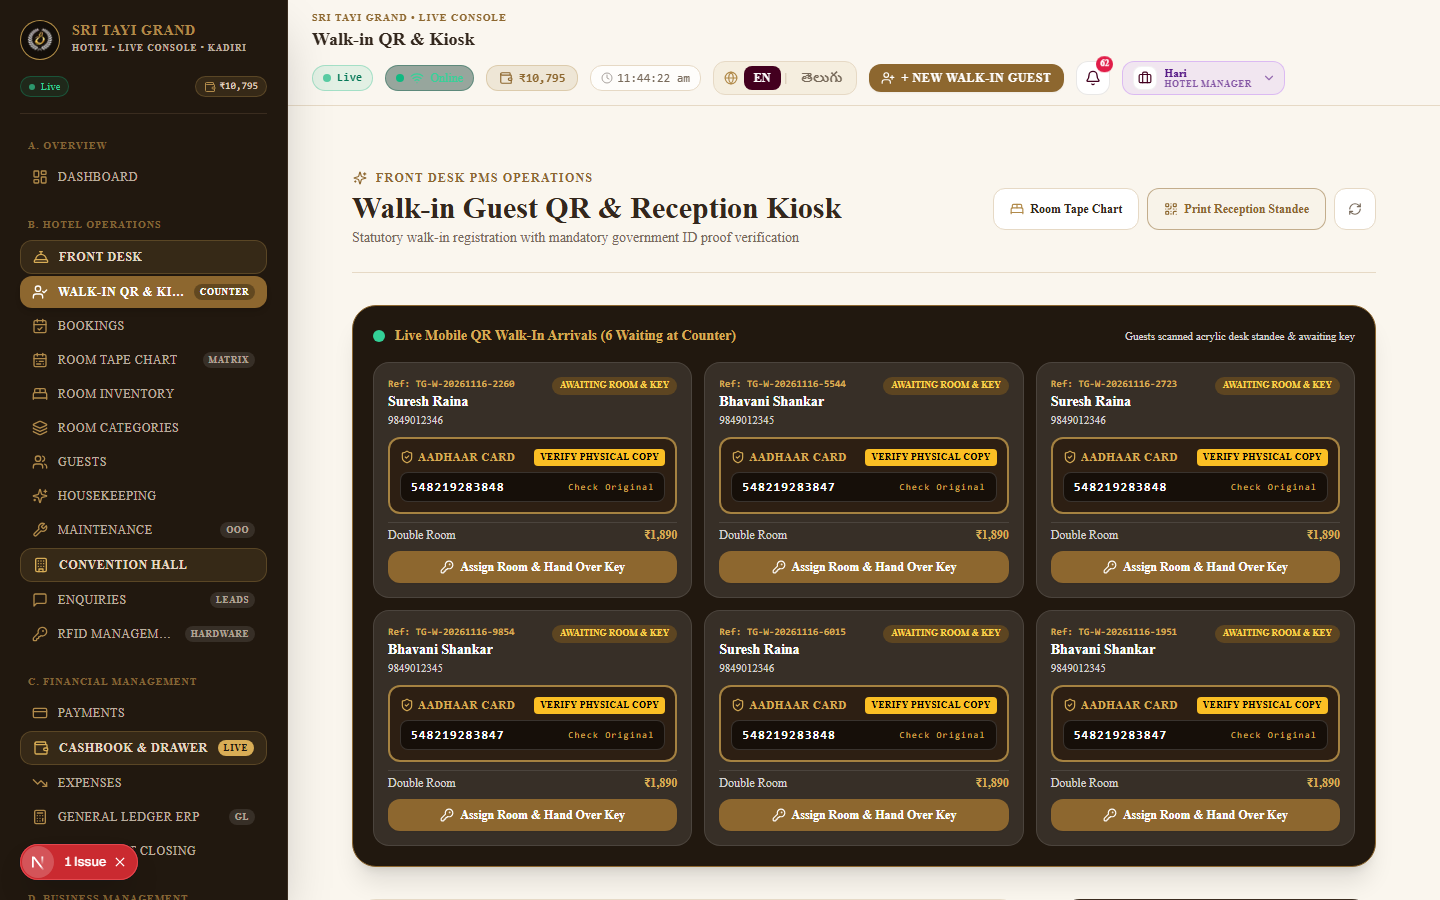 SRI TAYI GRAND
HOTEL • LIVE CONSOLE • KADIRI
Live
₹10,795
A. OVERVIEW
DASHBOARD
B. HOTEL OPERATIONS
FRONT DESK
WALK-IN QR & KI... COUNTER
BOOKINGS
ROOM TAPE CHART MATRIX
ROOM INVENTORY
ROOM CATEGORIES
GUESTS
HOUSEKEEPING
MAINTENANCE OOO
CONVENTION HALL
ENQUIRIES LEADS
RFID MANAGEM... HARDWARE
C. FINANCIAL MANAGEMENT
PAYMENTS
CASHBOOK & DRAWER LIVE
EXPENSES
GENERAL LEDGER ERP GL
CLOSING
1 Issue
D. BUSINESS MANAGEMENT
SRI TAYI GRAND • LIVE CONSOLE
Walk-in QR & Kiosk
Live
₹10,795
11:44:22 am
EN | తెలుగు
+ NEW WALK-IN GUEST
62
Hari
HOTEL MANAGER
FRONT DESK PMS OPERATIONS
Walk-in Guest QR & Reception Kiosk
Statutory walk-in registration with mandatory government ID proof verification
Room Tape Chart
Print Reception Standee
Live Mobile QR Walk-In Arrivals (6 Waiting at Counter)
Guests scanned acrylic desk standee & awaiting key
Ref: TG-W-20261116-2260 AWAITING ROOM & KEY
Suresh Raina
9849012346
AADHAAR CARD VERIFY PHYSICAL COPY
548219283848 Check Original
Double Room ₹1,890
Assign Room & Hand Over Key
Ref: TG-W-20261116-5544 AWAITING ROOM & KEY
Bhavani Shankar
9849012345
AADHAAR CARD VERIFY PHYSICAL COPY
548219283847 Check Original
Double Room ₹1,890
Assign Room & Hand Over Key
Ref: TG-W-20261116-2723 AWAITING ROOM & KEY
Suresh Raina
9849012346
AADHAAR CARD VERIFY PHYSICAL COPY
548219283848 Check Original
Double Room ₹1,890
Assign Room & Hand Over Key
Ref: TG-W-20261116-9854 AWAITING ROOM & KEY
Bhavani Shankar
9849012345
AADHAAR CARD VERIFY PHYSICAL COPY
548219283847 Check Original
Double Room ₹1,890
Assign Room & Hand Over Key
Ref: TG-W-20261116-6015 AWAITING ROOM & KEY
Suresh Raina
9849012346
AADHAAR CARD VERIFY PHYSICAL COPY
548219283848 Check Original
Double Room ₹1,890
Assign Room & Hand Over Key
Ref: TG-W-20261116-1951 AWAITING ROOM & KEY
Bhavani Shankar
9849012345
AADHAAR CARD VERIFY PHYSICAL COPY
548219283847 Check Original
Double Room ₹1,890
Assign Room & Hand Over Key